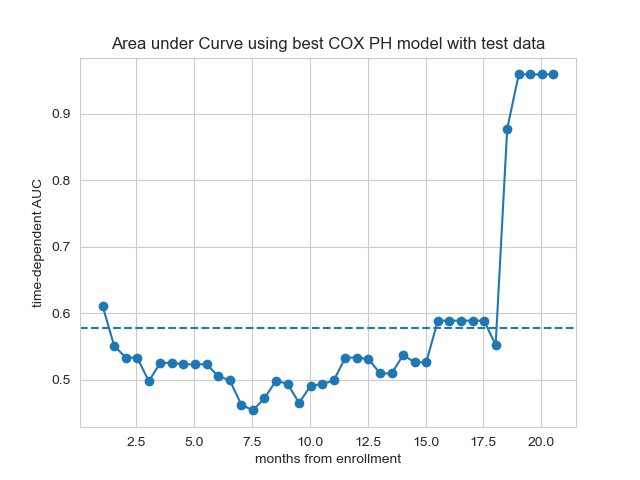 Area under Curve using best COX PH model with test data
time-dependent AUC
0.9
0.8
0.7
0.6
0.5
2.5 5.0 7.5 10.0 12.5 15.0 17.5 20.0
months from enrollment